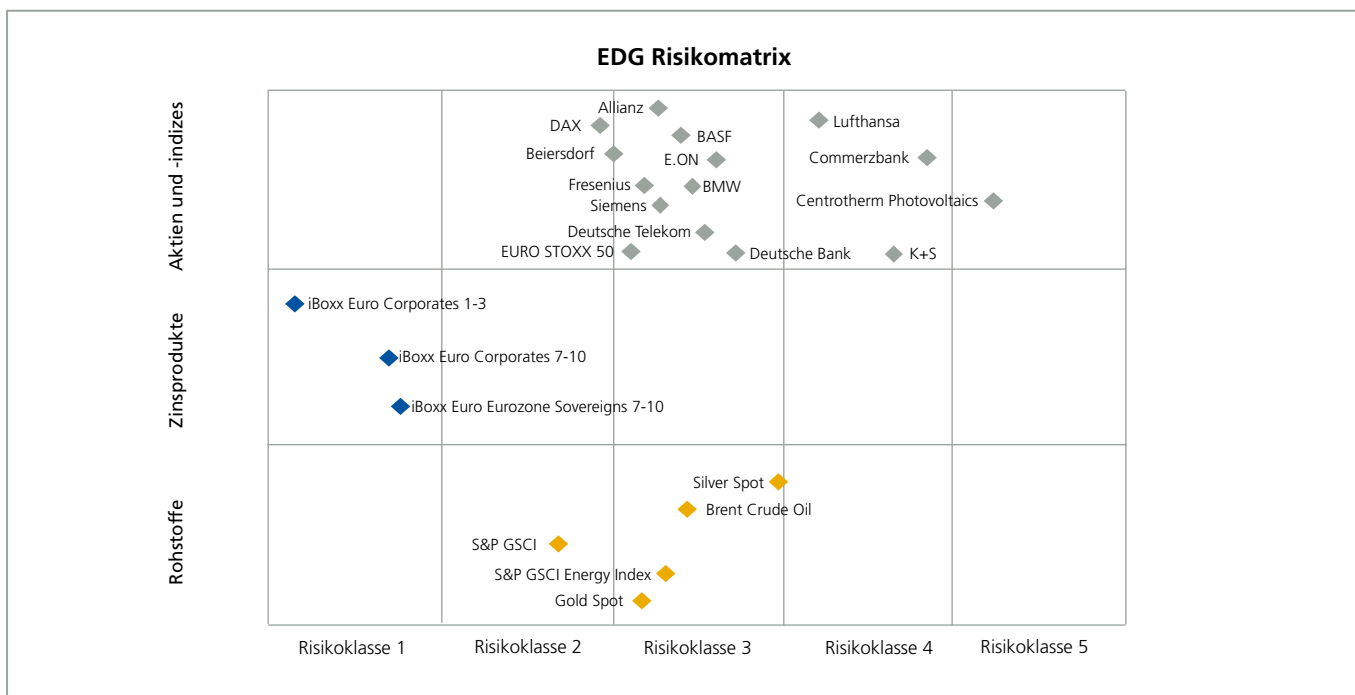 EDG Risikomatrix
Aktien und -indizes
Allianz
Lufthansa
DAX
BASF
Beiersdorf
E.ON
Commerzbank
Fresenius
BMW
Siemens
Centrotherm Photovoltaics
Deutsche Telekom
EURO STOXX 50
Deutsche Bank
K+S
Zinsprodukte
iBoxx Euro Corporates 1-3
iBoxx Euro Corporates 7-10
iBoxx Euro Eurozone Sovereigns 7-10
Rohstoffe
Silver Spot
Brent Crude Oil
S&P GSCI
S&P GSCI Energy Index
Gold Spot
Risikoklasse 1
Risikoklasse 2
Risikoklasse 3
Risikoklasse 4
Risikoklasse 5